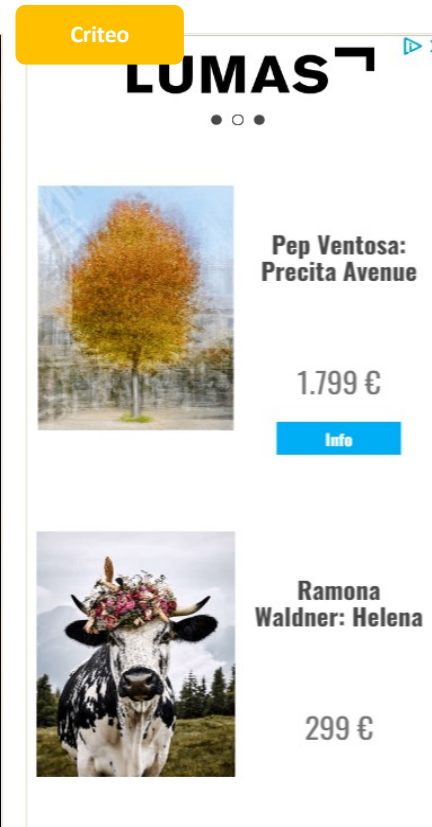 Criteo
LUMAS
Pep Ventosa:
Precita Avenue
1.799 €
Info
Ramona
Waldner: Helena
299 €